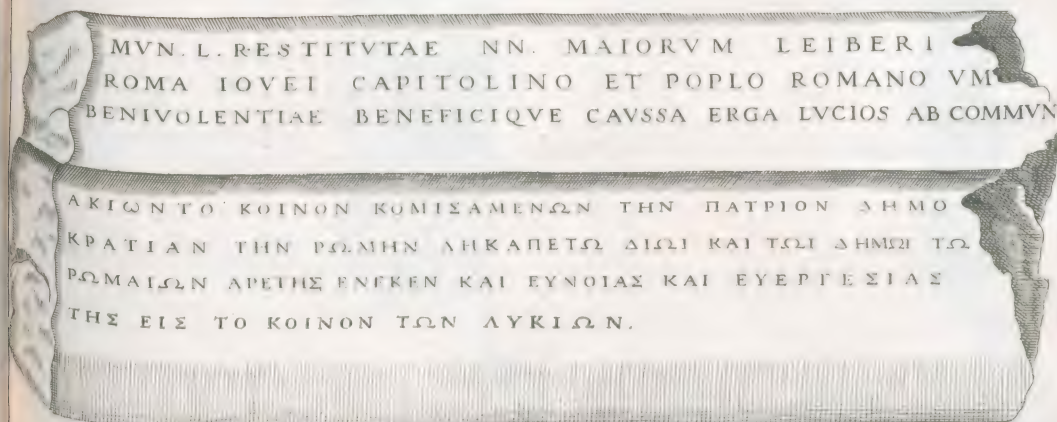 MVN. L. RESTITVTAE NN. MAIORVM LEIBERI
ROMA IOVEI CAPITOLINO ET POPLO ROMANO VM
BENIVOLENTIAE BENEFICIQVE CAVSSA ERGA LVCIOS AB COMMVN
ΑΚΙΩΝ ΤΟ ΚΟΙΝΟΝ ΚΟΜΙΣΑΜΕΝΩΝ ΤΗΝ ΠΑΤΡΙΟΝ ΔΗΜΟ
ΚΡΑΤΙΑΝ ΤΗΝ ΡΩΜΗΝ ΛΗΚΑΠΕΤΩ ΔΙΩΙ ΚΑΙ ΤΩΙ ΔΗΜΩΙ ΤΩ
ΡΩΜΑΙΩΝ ΑΡΕΤΗΣ ΕΝΕΚΕΝ ΚΑΙ ΕΥΝΟΙΑΣ ΚΑΙ ΕΥΕΡΓΕΣΙΑΣ
ΤΗΣ ΕΙΣ ΤΟ ΚΟΙΝΟΝ ΤΩΝ ΛΥΚΙΩΝ.